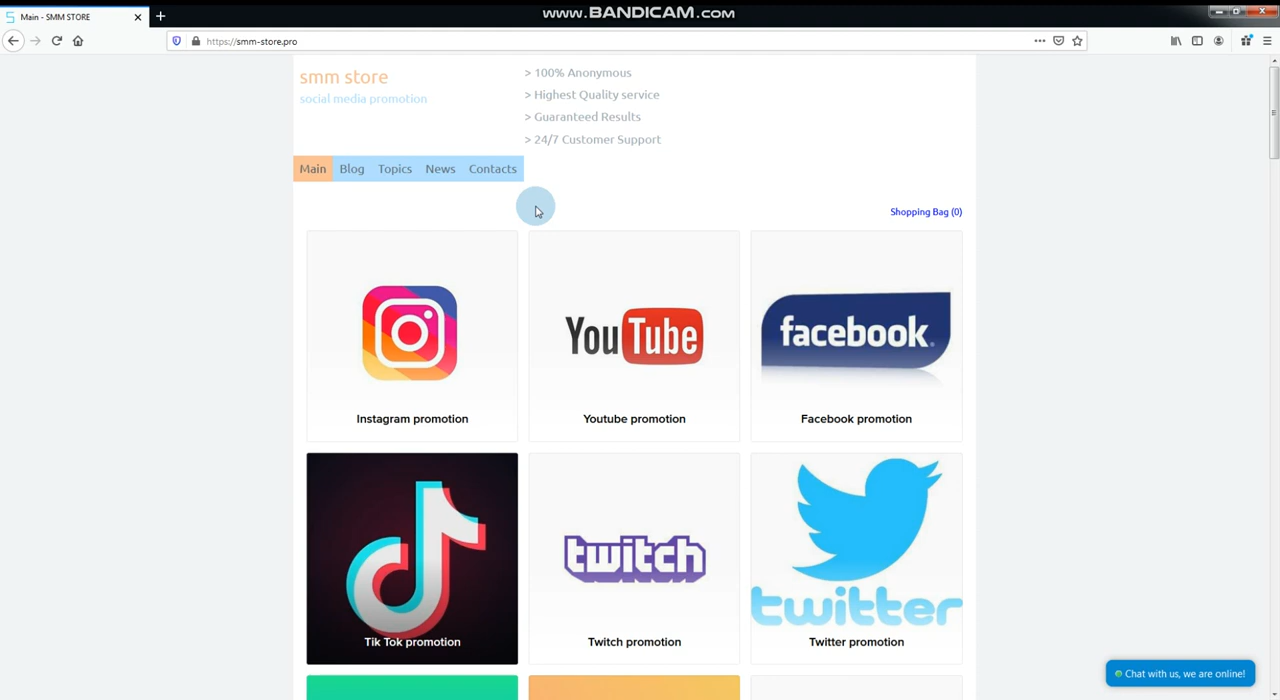 www.BANDICAM.com
Main - SMM STORE
https://smm-store.pro
smm store
social media promotion
> 100% Anonymous
> Highest Quality service
> Guaranteed Results
> 24/7 Customer Support
Main Blog Topics News Contacts
Shopping Bag (0)
YouTube
facebook
Instagram promotion
Youtube promotion
Facebook promotion
twitch
twitter
Tik Tok promotion
Twitch promotion
Twitter promotion
Chat with us, we are online!